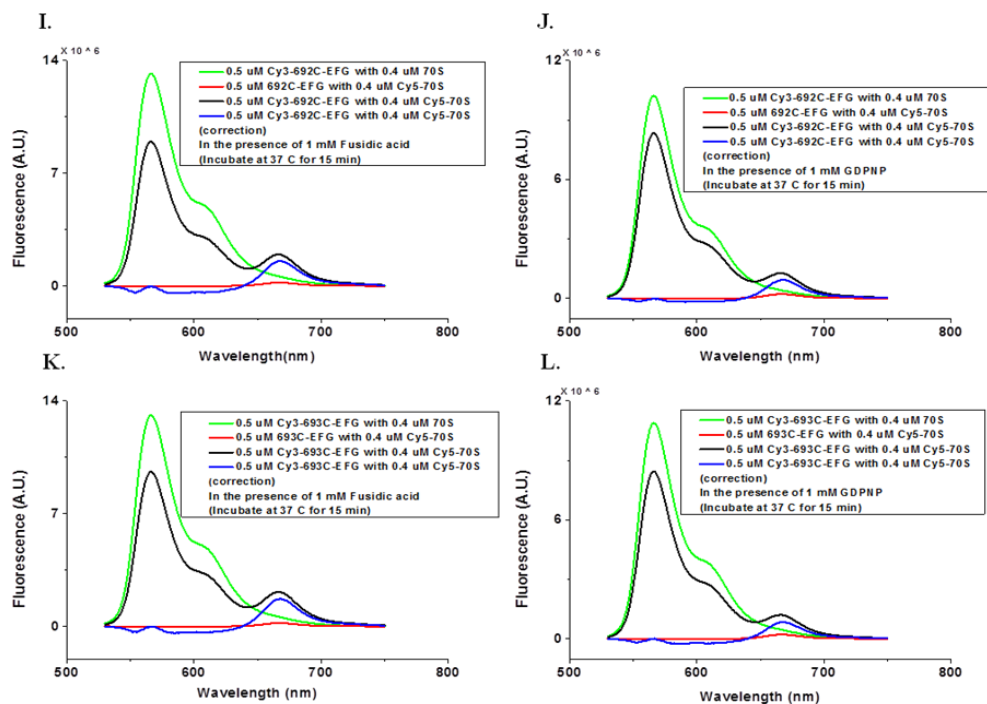 I.
X 10 ^ 6
14
7
0
Fluorescence (A.U.)
0.5 uM Cy3-692C-EFG with 0.4 uM 70S
0.5 uM 692C-EFG with 0.4 uM Cy5-70S
0.5 uM Cy3-692C-EFG with 0.4 uM Cy5-70S
0.5 uM Cy3-692C-EFG with 0.4 uM Cy5-70S
(correction)
In the presence of 1 mM Fusidic acid
(Incubate at 37 C for 15 min)
500 600 700 800
Wavelength(nm)
J.
X 10 ^ 6
12
6
0
Fluorescence (A.U.)
0.5 uM Cy3-692C-EFG with 0.4 uM 70S
0.5 uM 692C-EFG with 0.4 uM Cy5-70S
0.5 uM Cy3-692C-EFG with 0.4 uM Cy5-70S
0.5 uM Cy3-692C-EFG with 0.4 uM Cy5-70S
(correction)
In the presence of 1 mM GDPNP
(Incubate at 37 C for 15 min)
500 600 700 800
Wavelength (nm)
K.
14
7
0
Fluorescence (A.U.)
0.5 uM Cy3-693C-EFG with 0.4 uM 70S
0.5 uM 693C-EFG with 0.4 uM Cy5-70S
0.5 uM Cy3-693C-EFG with 0.4 uM Cy5-70S
0.5 uM Cy3-693C-EFG with 0.4 uM Cy5-70S
(correction)
In the presence of 1 mM Fusidic acid
(Incubate at 37 C for 15 min)
500 600 700 800
Wavelength (nm)
L.
X 10 ^ 6
12
6
0
Fluorescence (A.U.)
0.5 uM Cy3-693C-EFG with 0.4 uM 70S
0.5 uM 693C-EFG with 0.4 uM Cy5-70S
0.5 uM Cy3-693C-EFG with 0.4 uM Cy5-70S
0.5 uM Cy3-693C-EFG with 0.4 uM Cy5-70S
(correction)
In the presence of 1 mM GDPNP
(Incubate at 37 C for 15 min)
500 600 700 800
Wavelength (nm)